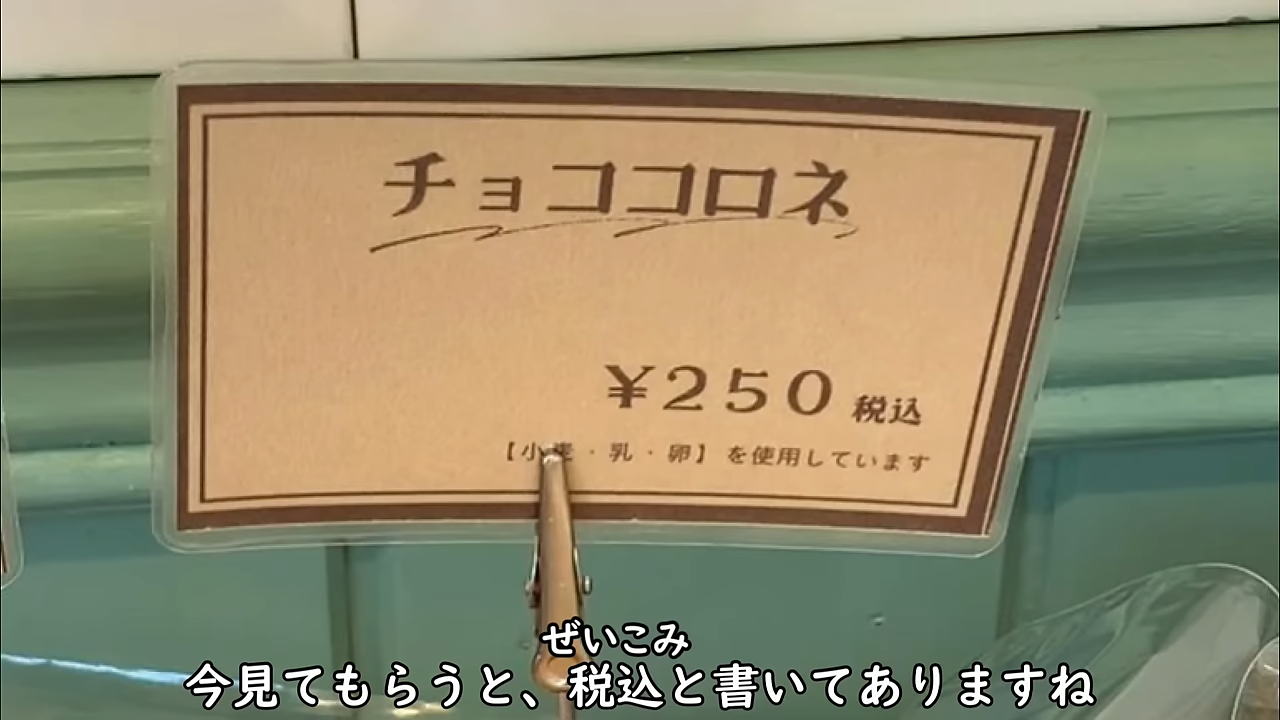 チョココロネ
¥250 税込
【小麦・乳・卵】を使用しています
ぜいこみ
今見てもらうと、税込と書いてありますね